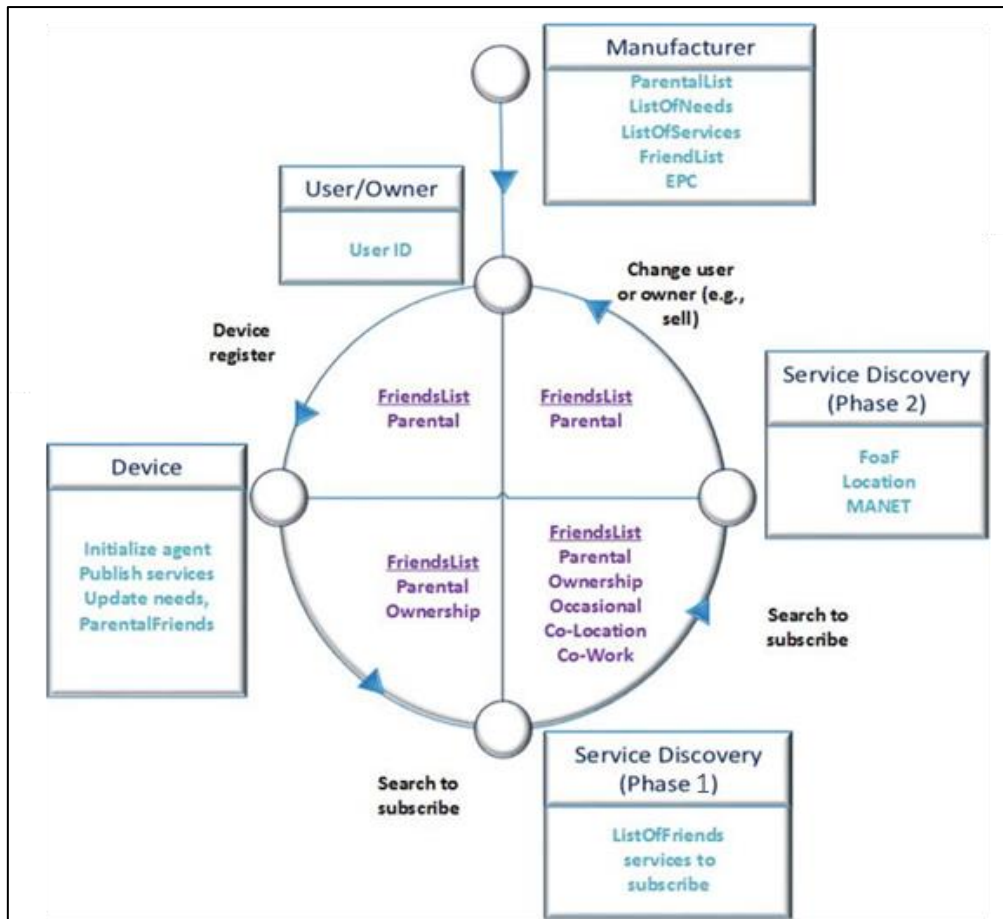 Manufacturer
ParentalList
ListOfNeeds
ListOfServices
FriendList
EPC
User/Owner
User ID
Change user
or owner (e.g.,
sell)
Device
register
FriendsList
Parental
FriendsList
Parental
Service Discovery
(Phase 2)
FoaF
Location
MANET
Device
Initialize agent
Publish services
Update needs,
ParentalFriends
FriendsList
Parental
Ownership
FriendsList
Parental
Ownership
Occasional
Co-Location
Co-Work
Search to
subscribe
Search to
subscribe
Service Discovery
(Phase 1)
ListOfFriends
services to
subscribe